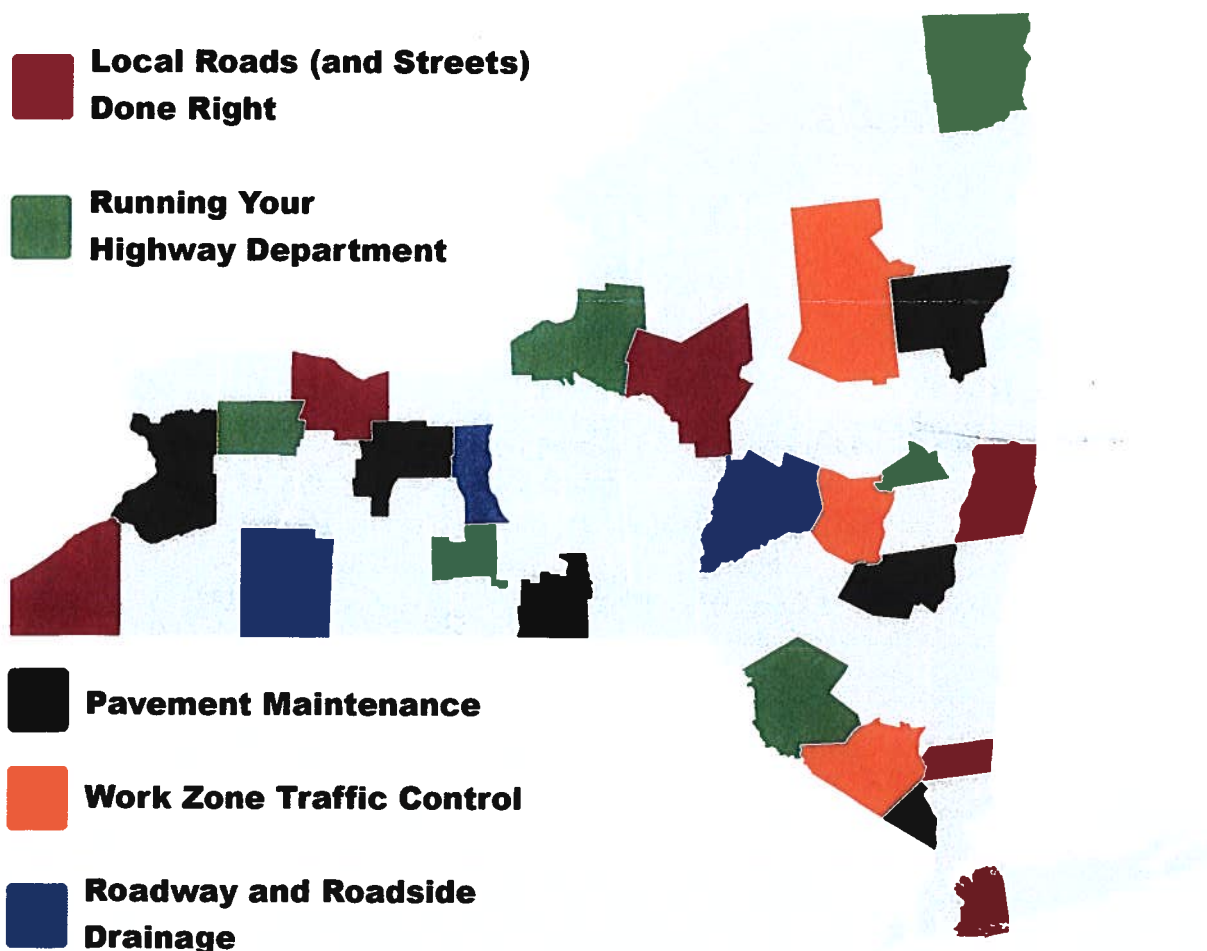 Local Roads (and Streets)
Done Right
Running Your
Highway Department
Pavement Maintenance
Work Zone Traffic Control
Roadway and Roadside
Drainage